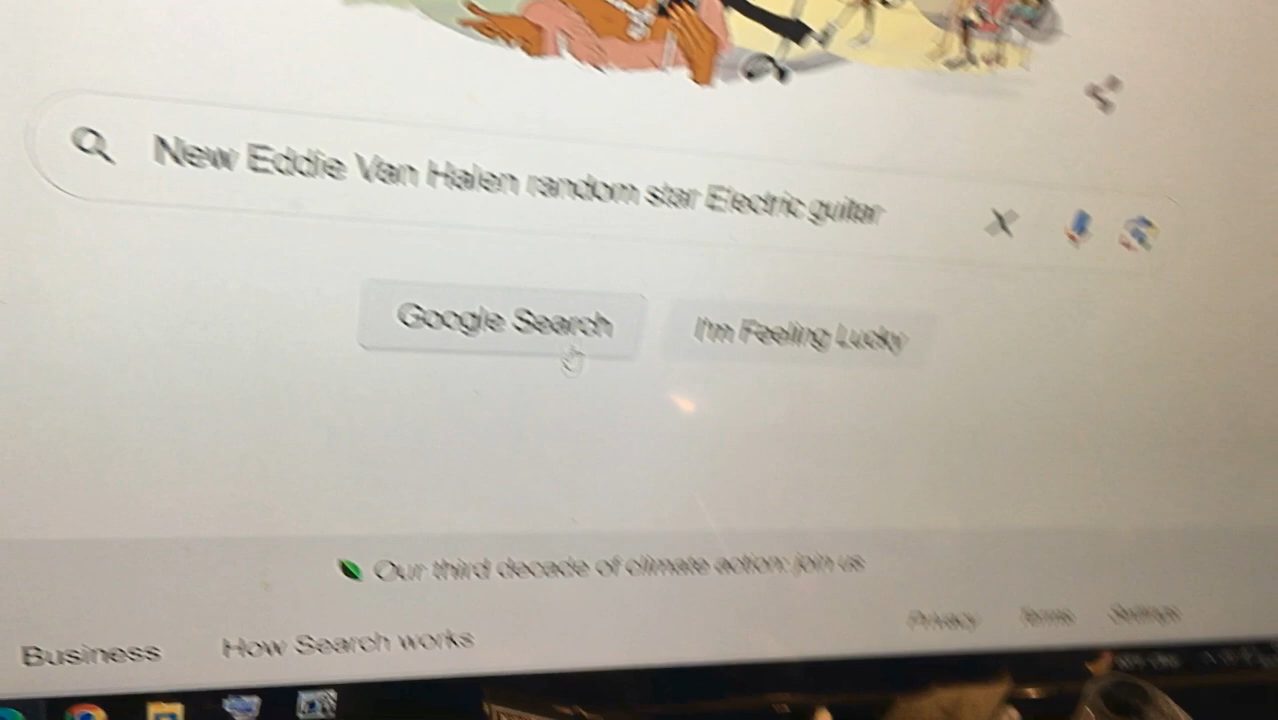 New Eddie Van Halen random star Electric guitar
Google Search
I'm Feeling Lucky
Our third decade of climate action: join us
Privacy Terms Settings
Business How Search works